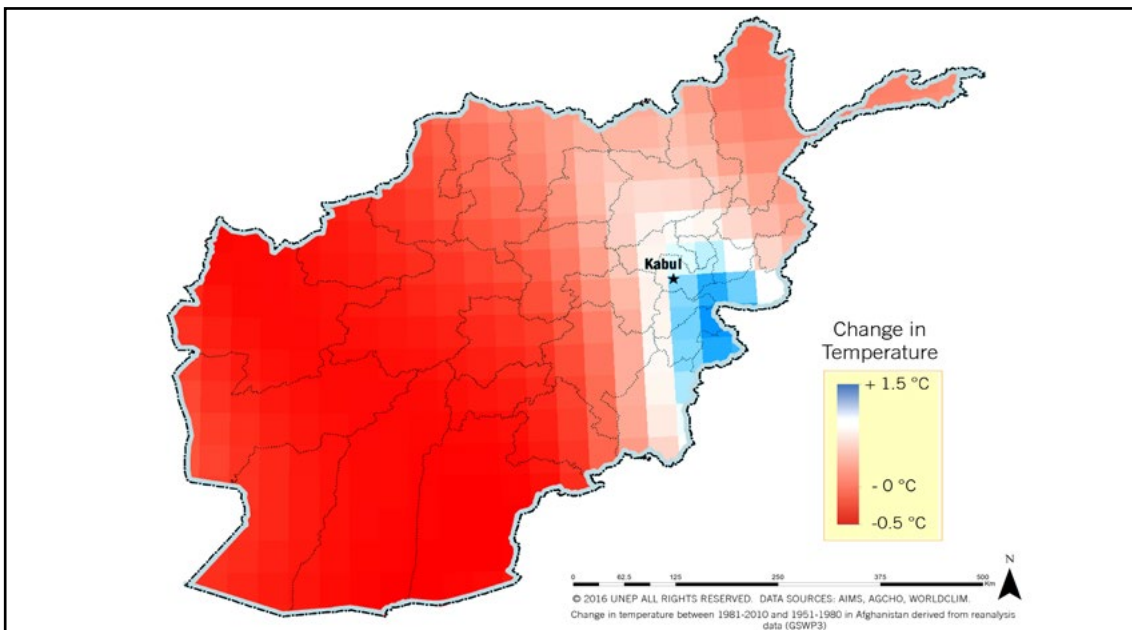 Kabul
Change in
Temperature
+ 1.5 °C
- 0 °C
-0.5 °C
N
0 62.5 125 250 375 500
Km
© 2016 UNEP ALL RIGHTS RESERVED. DATA SOURCES: AIMS, AGCHO, WORLDCLIM.
Change in temperature between 1981-2010 and 1951-1980 in Afghanistan derived from reanalysis
data (GSWP3)